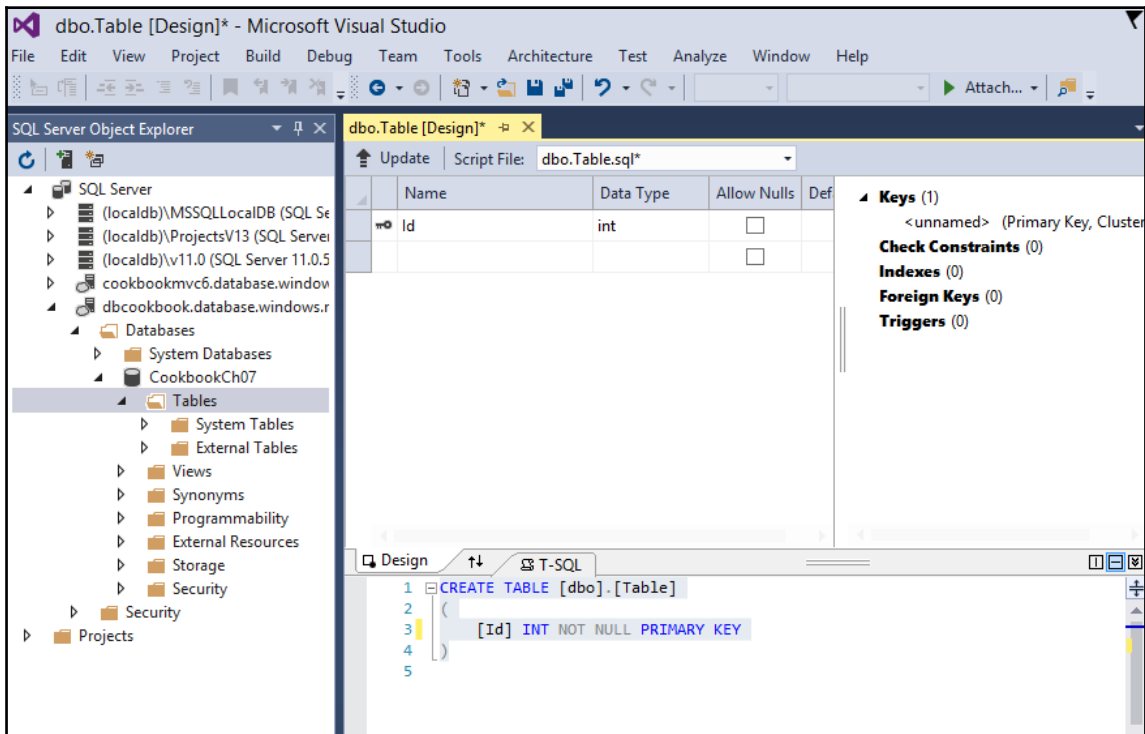 dbo.Table [Design]* - Microsoft Visual Studio
File Edit View Project Build Debug Team Tools Architecture Test Analyze Window Help
Attach...
SQL Server Object Explorer
SQL Server
(localdb)\MSSQLLocalDB (SQL Se
(localdb)\ProjectsV13 (SQL Server
(localdb)\v11.0 (SQL Server 11.0.5
cookbookmvc6.database.window
dbcookbook.database.windows.r
Databases
System Databases
CookbookCh07
Tables
System Tables
External Tables
Views
Synonyms
Programmability
External Resources
Storage
Security
Security
Projects
dbo.Table [Design]*
Update Script File: dbo.Table.sql*
Name Data Type Allow Nulls Def
Id int
Keys (1)
<unnamed> (Primary Key, Cluster
Check Constraints (0)
Indexes (0)
Foreign Keys (0)
Triggers (0)
Design T-SQL
1 CREATE TABLE [dbo].[Table]
2 (
3 [Id] INT NOT NULL PRIMARY KEY
4 )
5